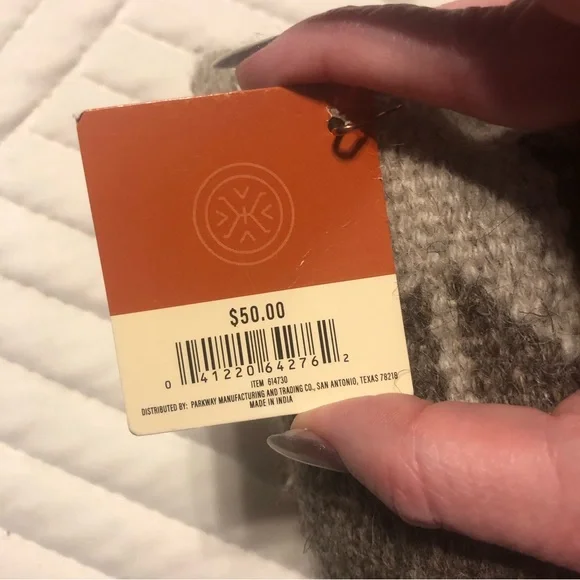 $50.00
0 41220 64276 2
ITEM 614730
DISTRIBUTED BY: PARKWAY MANUFACTURING AND TRADING CO., SAN ANTONIO, TEXAS 78218
MADE IN INDIA